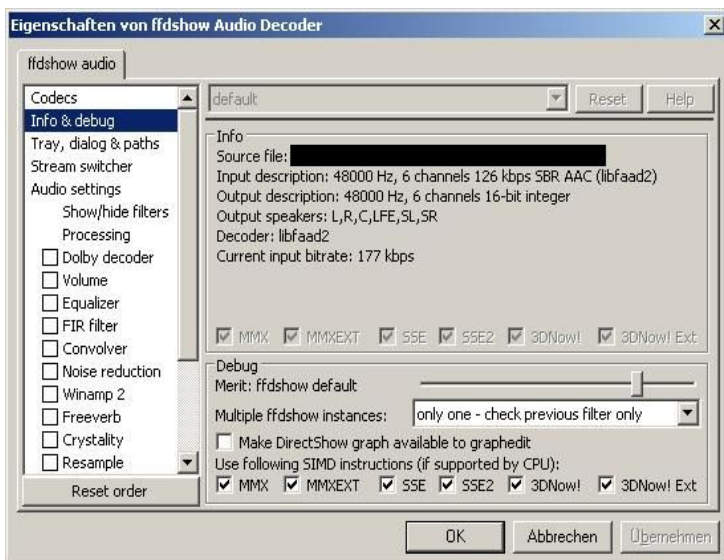 Eigenschaften von ffdshow Audio Decoder
ffdshow audio
Codecs
Info & debug
Tray, dialog & paths
Stream switcher
Audio settings
Show/hide filters
Processing
Dolby decoder
Volume
Equalizer
FIR filter
Convolver
Noise reduction
Winamp 2
Freeverb
Crystality
Resample
Reset order
default
Reset
Help
Info
Source file:
Input description: 48000 Hz, 6 channels 126 kbps SBR AAC (libfaad2)
Output description: 48000 Hz, 6 channels 16-bit integer
Output speakers: L,R,C,LFE,SL,SR
Decoder: libfaad2
Current input bitrate: 177 kbps
MMX MMXEXT SSE SSE2 3DNow! 3DNow! Ext
Debug
Merit: ffdshow default
Multiple ffdshow instances: only one - check previous filter only
Make DirectShow graph available to graphedit
Use following SIMD instructions (if supported by CPU):
MMX MMXEXT SSE SSE2 3DNow! 3DNow! Ext
OK
Abbrechen
Übernehmen